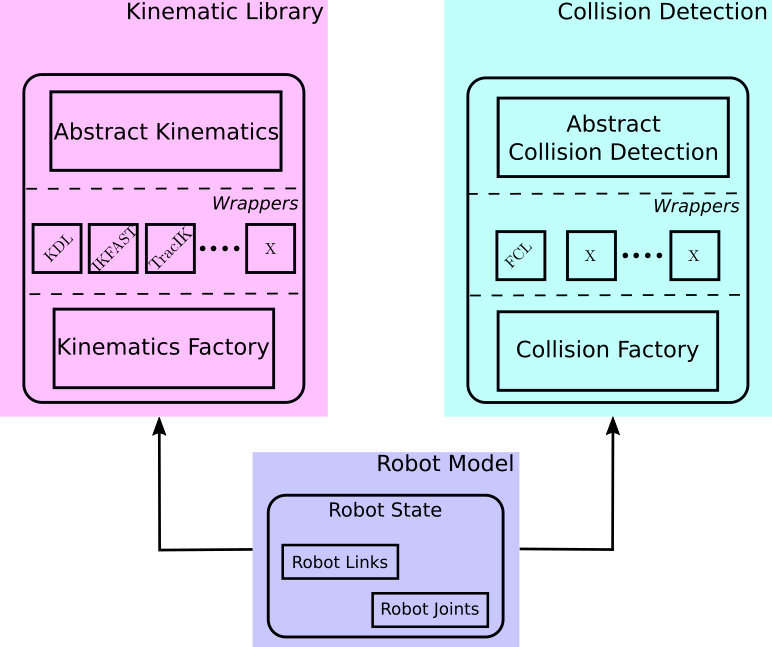 Kinematic Library
Abstract Kinematics
Wrappers
KDL
IKFAST
TracIK
X
Kinematics Factory
Collision Detection
Abstract
Collision Detection
Wrappers
FCL
X
X
Collision Factory
Robot Model
Robot State
Robot Links
Robot Joints